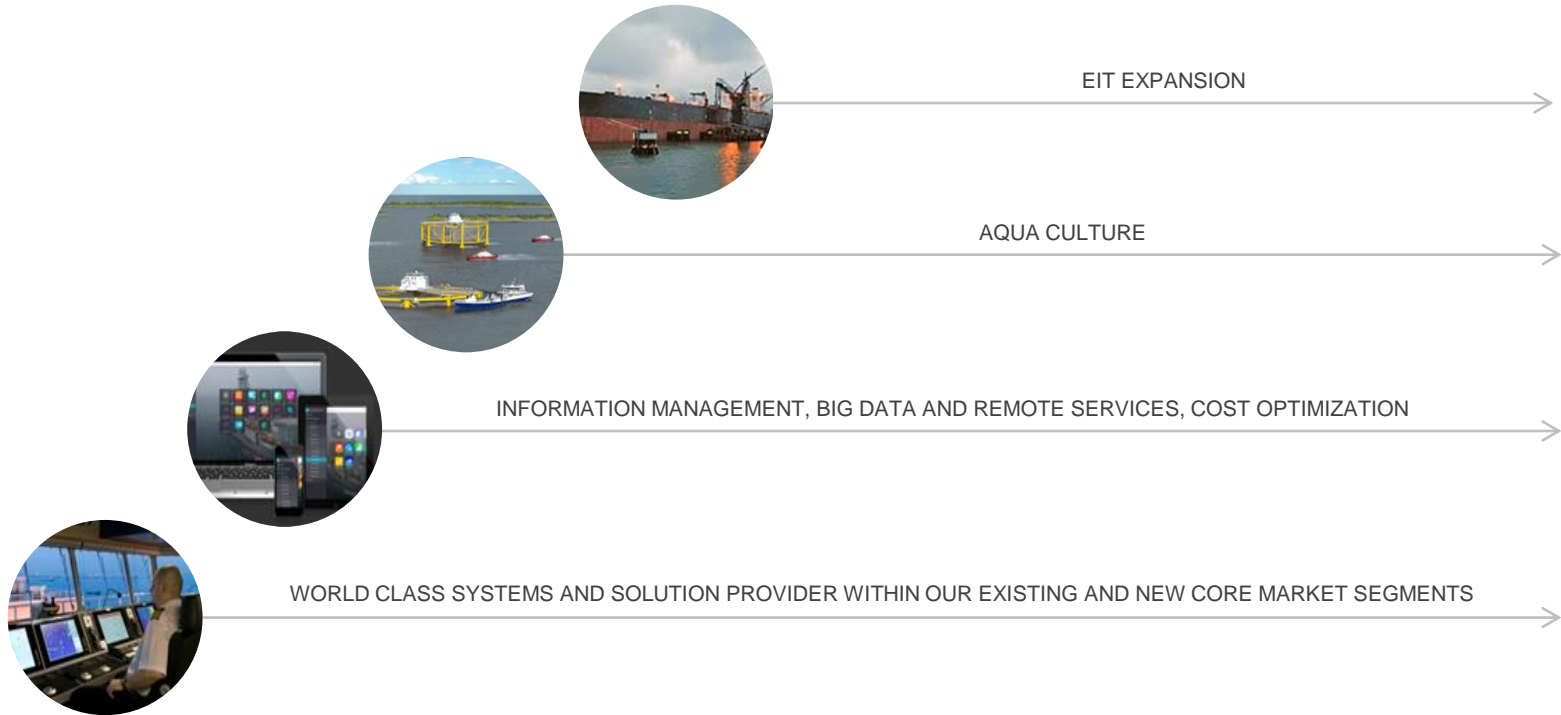 EIT EXPANSION
AQUA CULTURE
INFORMATION MANAGEMENT, BIG DATA AND REMOTE SERVICES, COST OPTIMIZATION
WORLD CLASS SYSTEMS AND SOLUTION PROVIDER WITHIN OUR EXISTING AND NEW CORE MARKET SEGMENTS